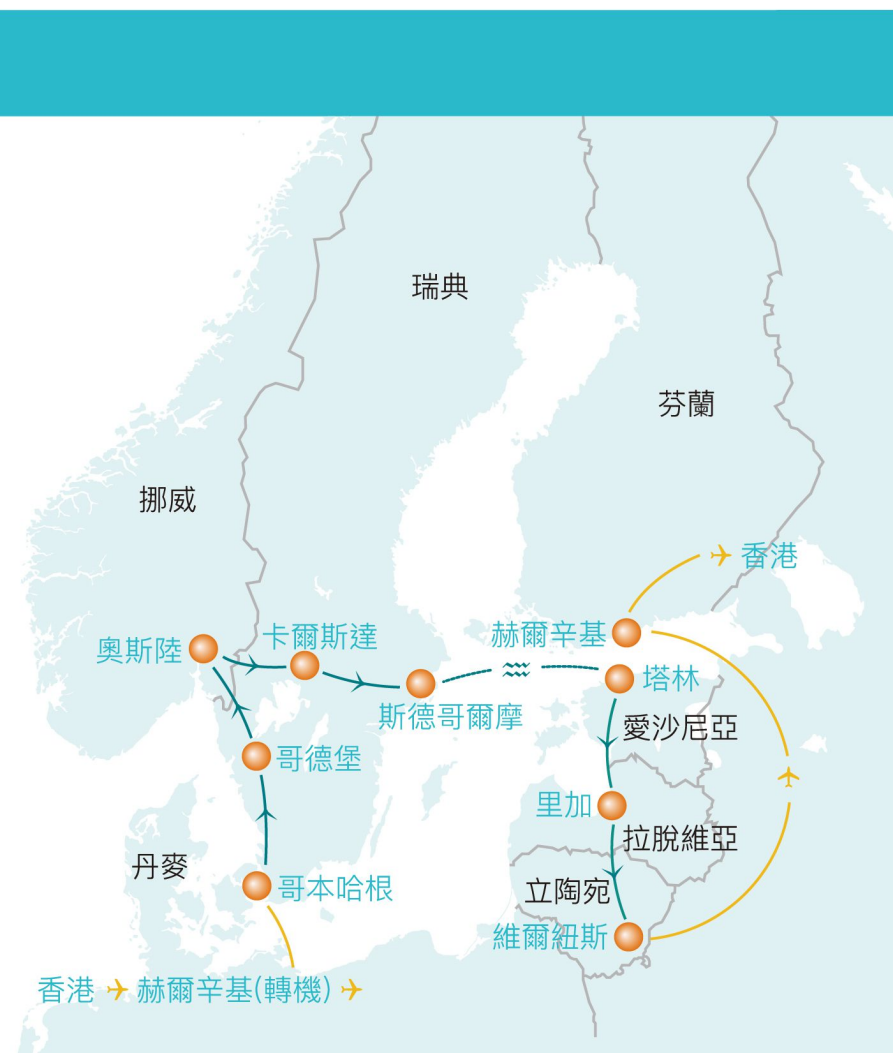 瑞典
芬蘭
挪威
香港
赫爾辛基
卡爾斯達
奧斯陸
塔林
斯德哥爾摩
愛沙尼亞
哥德堡
里加
拉脫維亞
丹麥
哥本哈根
立陶宛
維爾紐斯
香港 赫爾辛基(轉機)